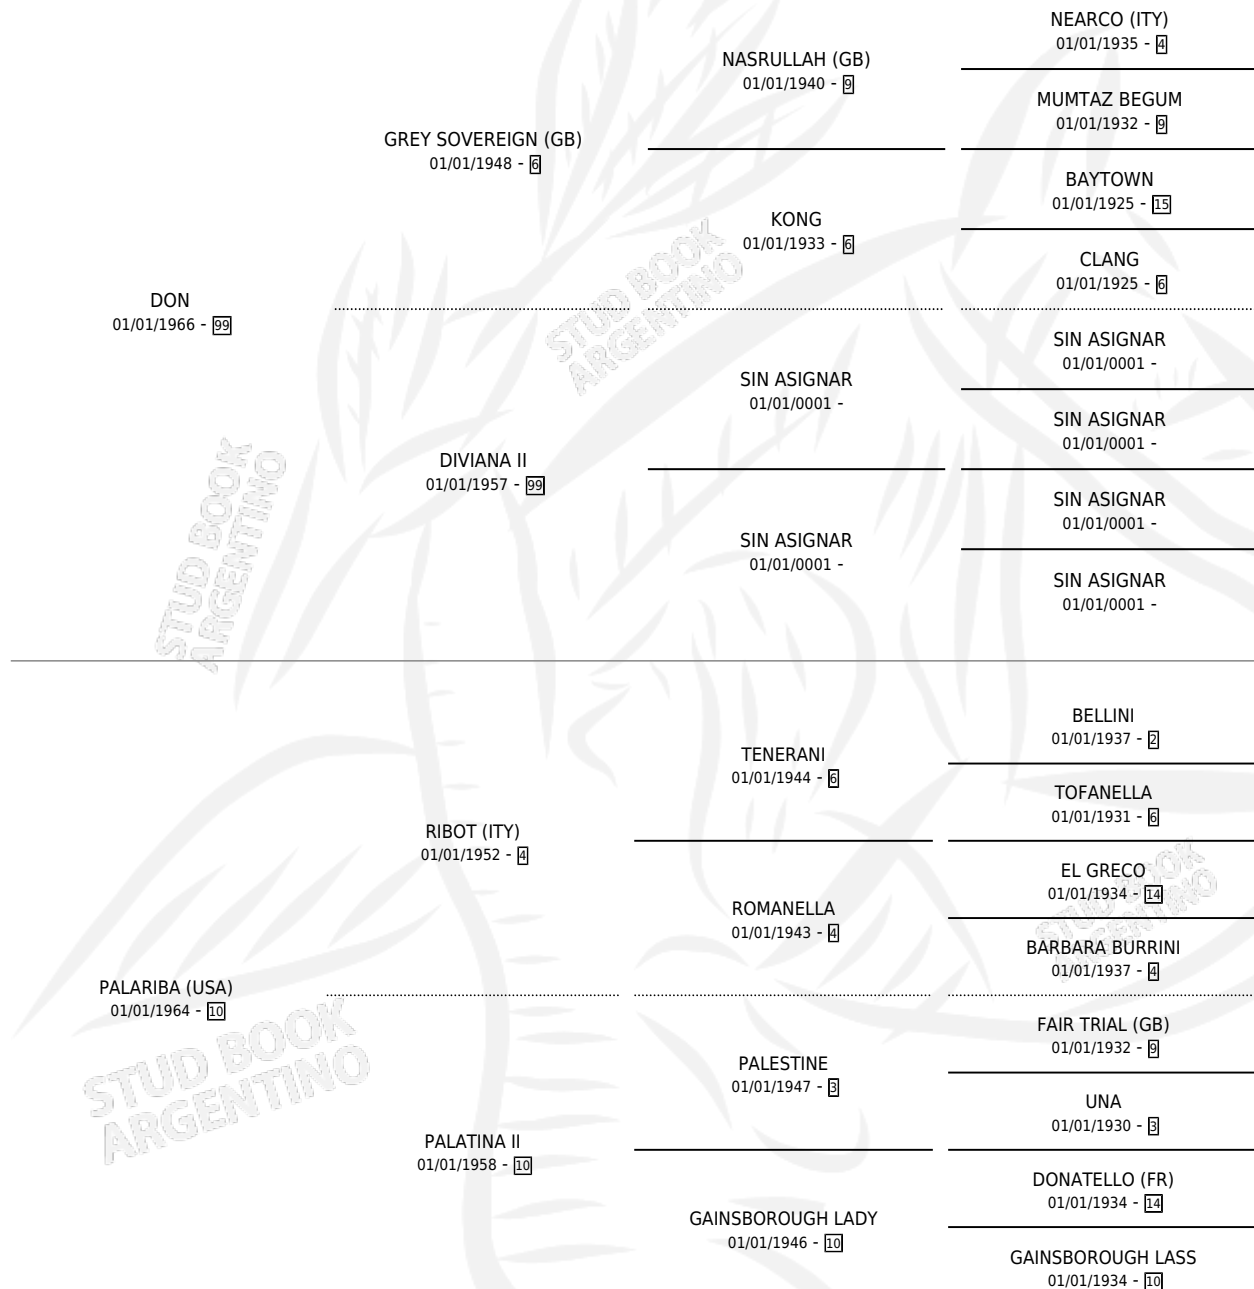 NEARCO (ITY)
01/01/1935 - 4
NASRULLAH (GB)
01/01/1940 - 9
MUMTAZ BEGUM
01/01/1932 - 9
GREY SOVEREIGN (GB)
01/01/1948 - 6
BAYTOWN
01/01/1925 - 15
KONG
01/01/1933 - 6
CLANG
01/01/1925 - 6
DON
01/01/1966 - 99
SIN ASIGNAR
01/01/0001 -
SIN ASIGNAR
01/01/0001 -
SIN ASIGNAR
01/01/0001 -
DIVIANA II
01/01/1957 - 99
SIN ASIGNAR
01/01/0001 -
SIN ASIGNAR
01/01/0001 -
SIN ASIGNAR
01/01/0001 -
BELLINI
01/01/1937 - 2
TENERANI
01/01/1944 - 6
TOFANELLA
01/01/1931 - 6
RIBOT (ITY)
01/01/1952 - 4
EL GRECO
01/01/1934 - 14
ROMANELLA
01/01/1943 - 4
BARBARA BURRINI
01/01/1937 - 4
PALARIBA (USA)
01/01/1964 - 10
FAIR TRIAL (GB)
01/01/1932 - 9
PALESTINE
01/01/1947 - 3
UNA
01/01/1930 - 3
PALATINA II
01/01/1958 - 10
DONATELLO (FR)
01/01/1934 - 14
GAINSBOROUGH LADY
01/01/1946 - 10
GAINSBOROUGH LASS
01/01/1934 - 10
STUD BOOK
ARGENTINO
STUD BOOK
ARGENTINO
STUD BOOK
ARGENTINO
STUD BOOK
ARGENTINO